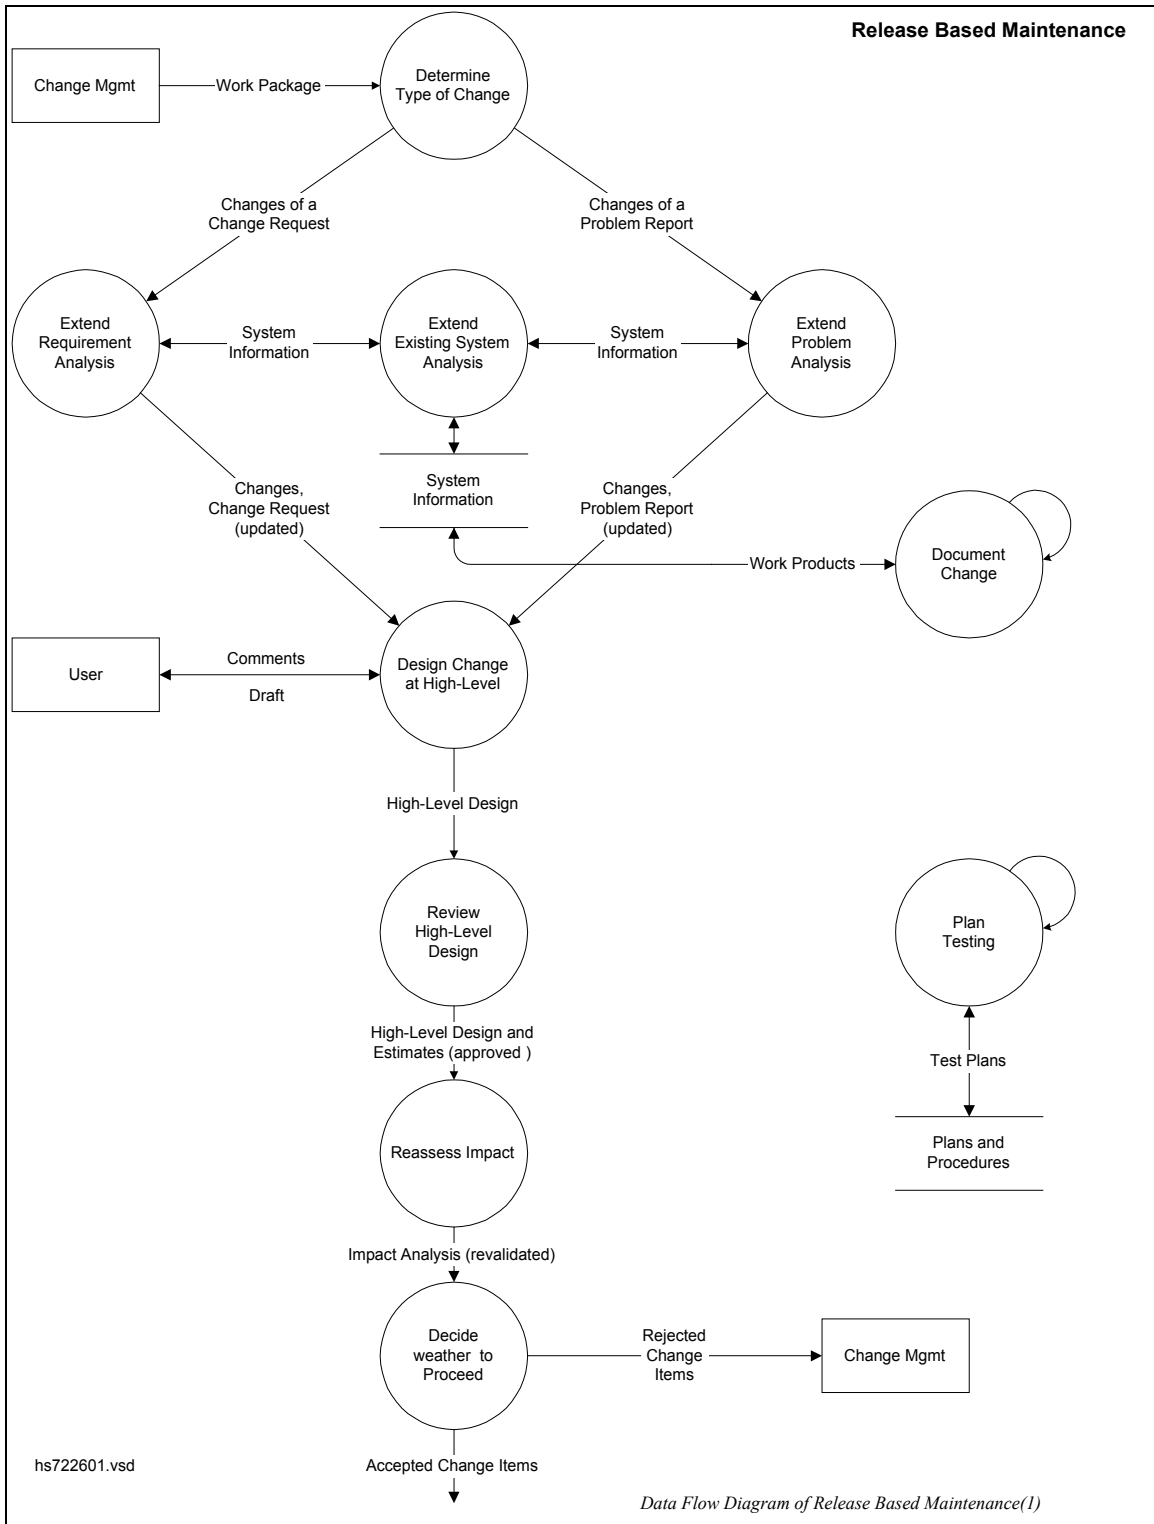 Release Based Maintenance
Change Mgmt
Work Package
Determine
Type of Change
Changes of a
Change Request
Changes of a
Problem Report
Extend
Requirement
Analysis
System
Information
Extend
Existing System
Analysis
System
Information
Extend
Problem
Analysis
System
Information
Changes,
Change Request
(updated)
Changes,
Problem Report
(updated)
Work Products
Document
Change
User
Comments
Draft
Design Change
at High-Level
High-Level Design
Review
High-Level
Design
Plan
Testing
High-Level Design and
Estimates (approved )
Test Plans
Reassess Impact
Plans and
Procedures
Impact Analysis (revalidated)
Decide
weather to
Proceed
Rejected
Change
Items
Change Mgmt
hs722601.vsd
Accepted Change Items
Data Flow Diagram of Release Based Maintenance(1)